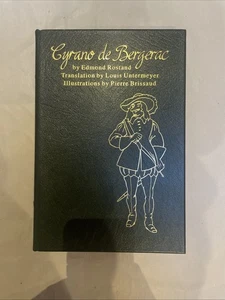 Cyrano de Bergerac
by Edmond Rostand
Translation by Louis Untermeyer
Illustrations by Pierre Brissaud